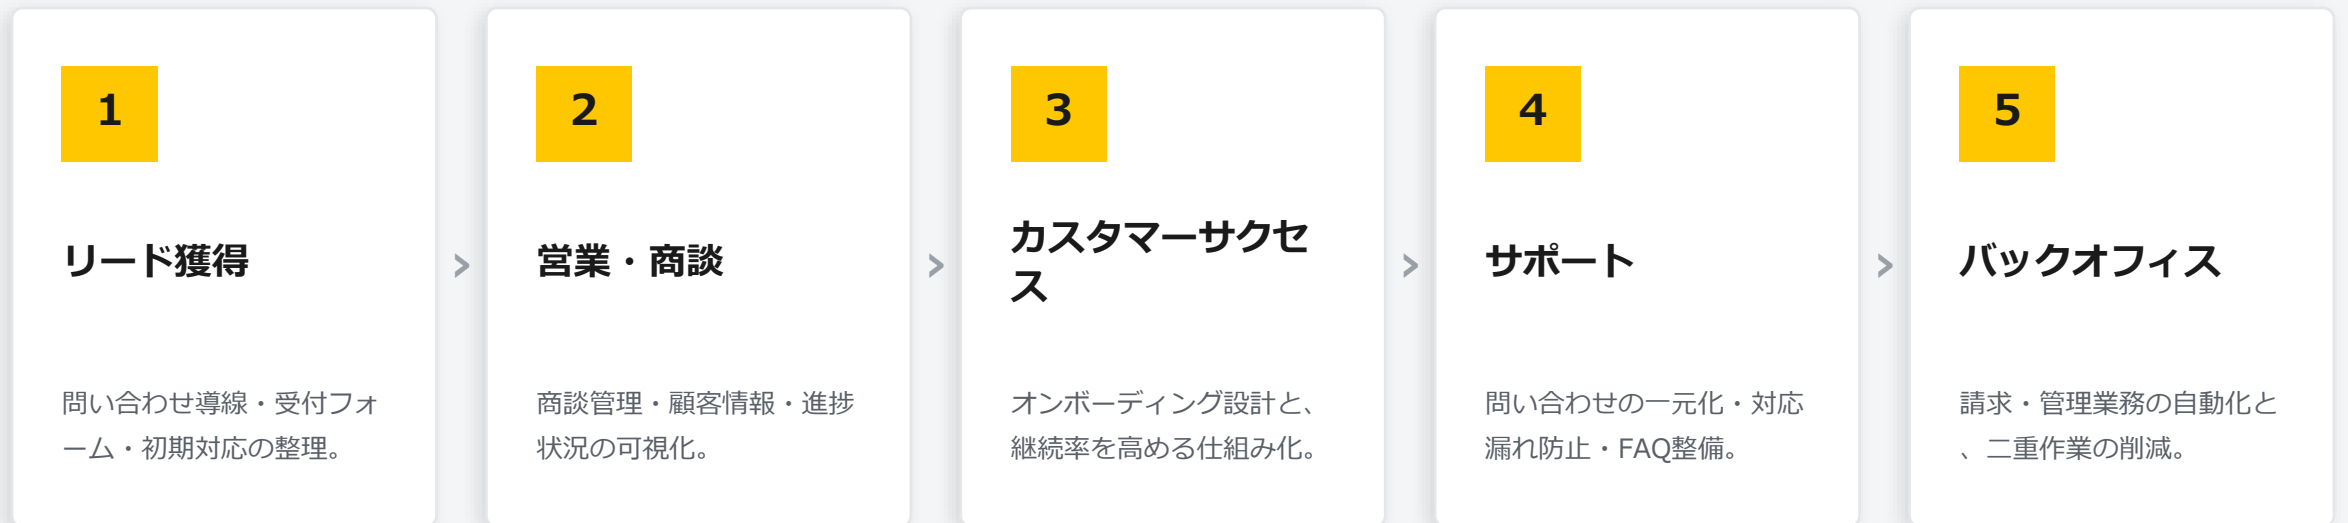 1
リード獲得
問い合わせ導線・受付フォ
ーム・初期対応の整理。
›
2
営業・商談
商談管理・顧客情報・進捗
状況の可視化。
›
3
カスタマーサクセ
ス
オンボーディング設計と、
継続率を高める仕組み化。
›
4
サポート
問い合わせの一元化・対応
漏れ防止・FAQ整備。
›
5
バックオフィス
請求・管理業務の自動化と
、二重作業の削減。